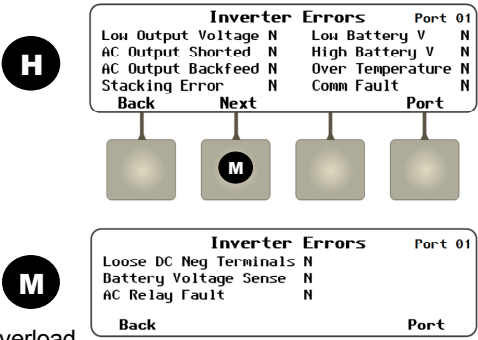 H
Inverter Errors Port 01
Low Output Voltage N Low Battery V N
AC Output Shorted N High Battery V N
AC Output Backfeed N Over Temperature N
Stacking Error N Comm Fault N
Back Next Port
M
M
Inverter Errors Port 01
Loose DC Neg Terminals N
Battery Voltage Sense N
AC Relay Fault N
Back Port